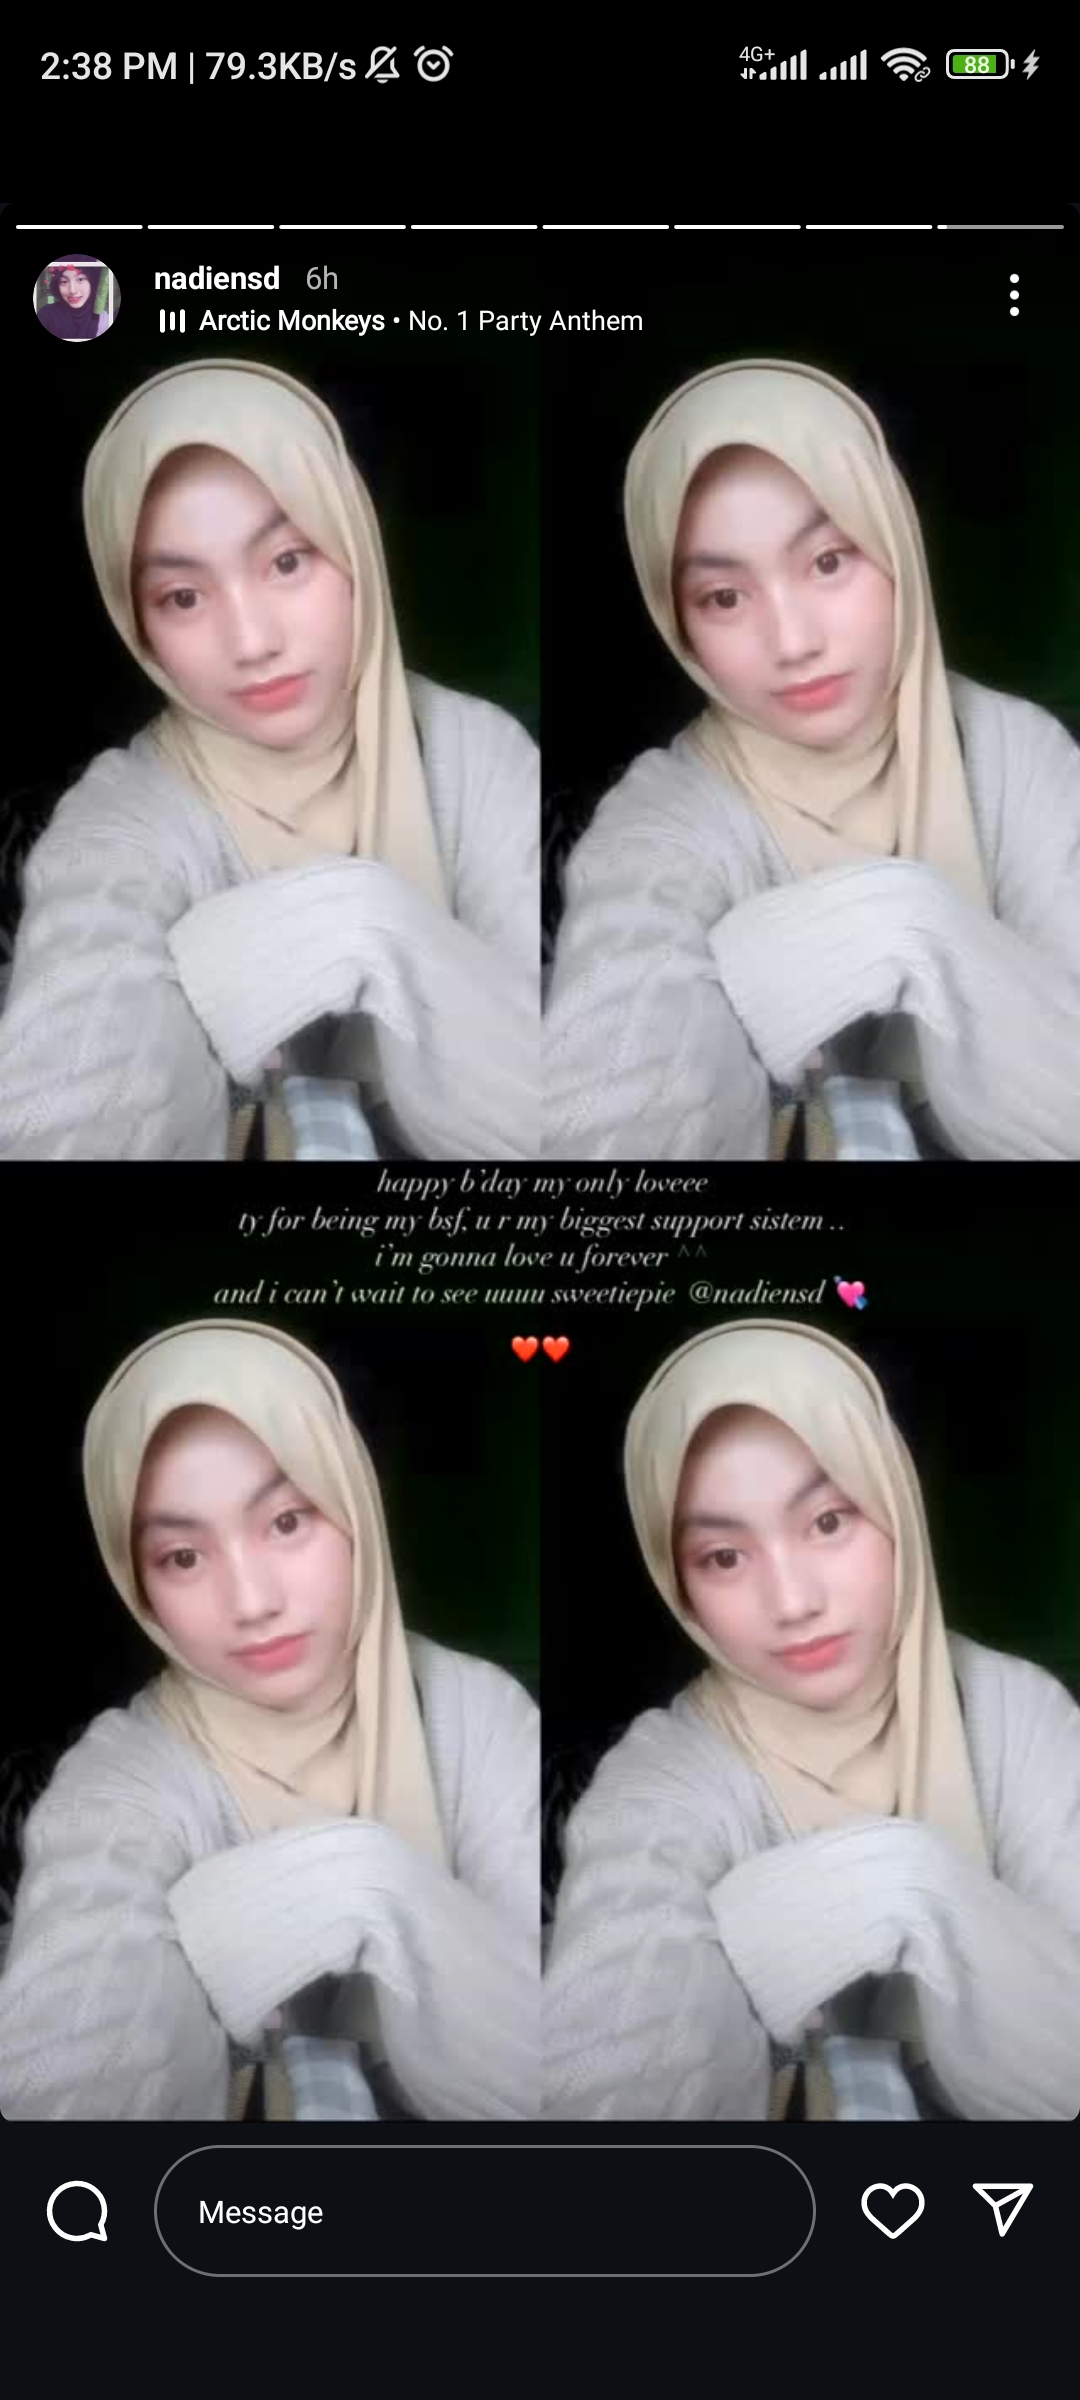 2:38 PM | 79.3KB/s
4G+
88
nadiensd 6h
Arctic Monkeys • No. 1 Party Anthem
happy b'day my only loveee
ty for being my bsf, u r my biggest support sistem ..
i'm gonna love u forever ^^
and i can't wait to see uuuu sweetiepie @nadiensd 💘
❤️❤️
Message